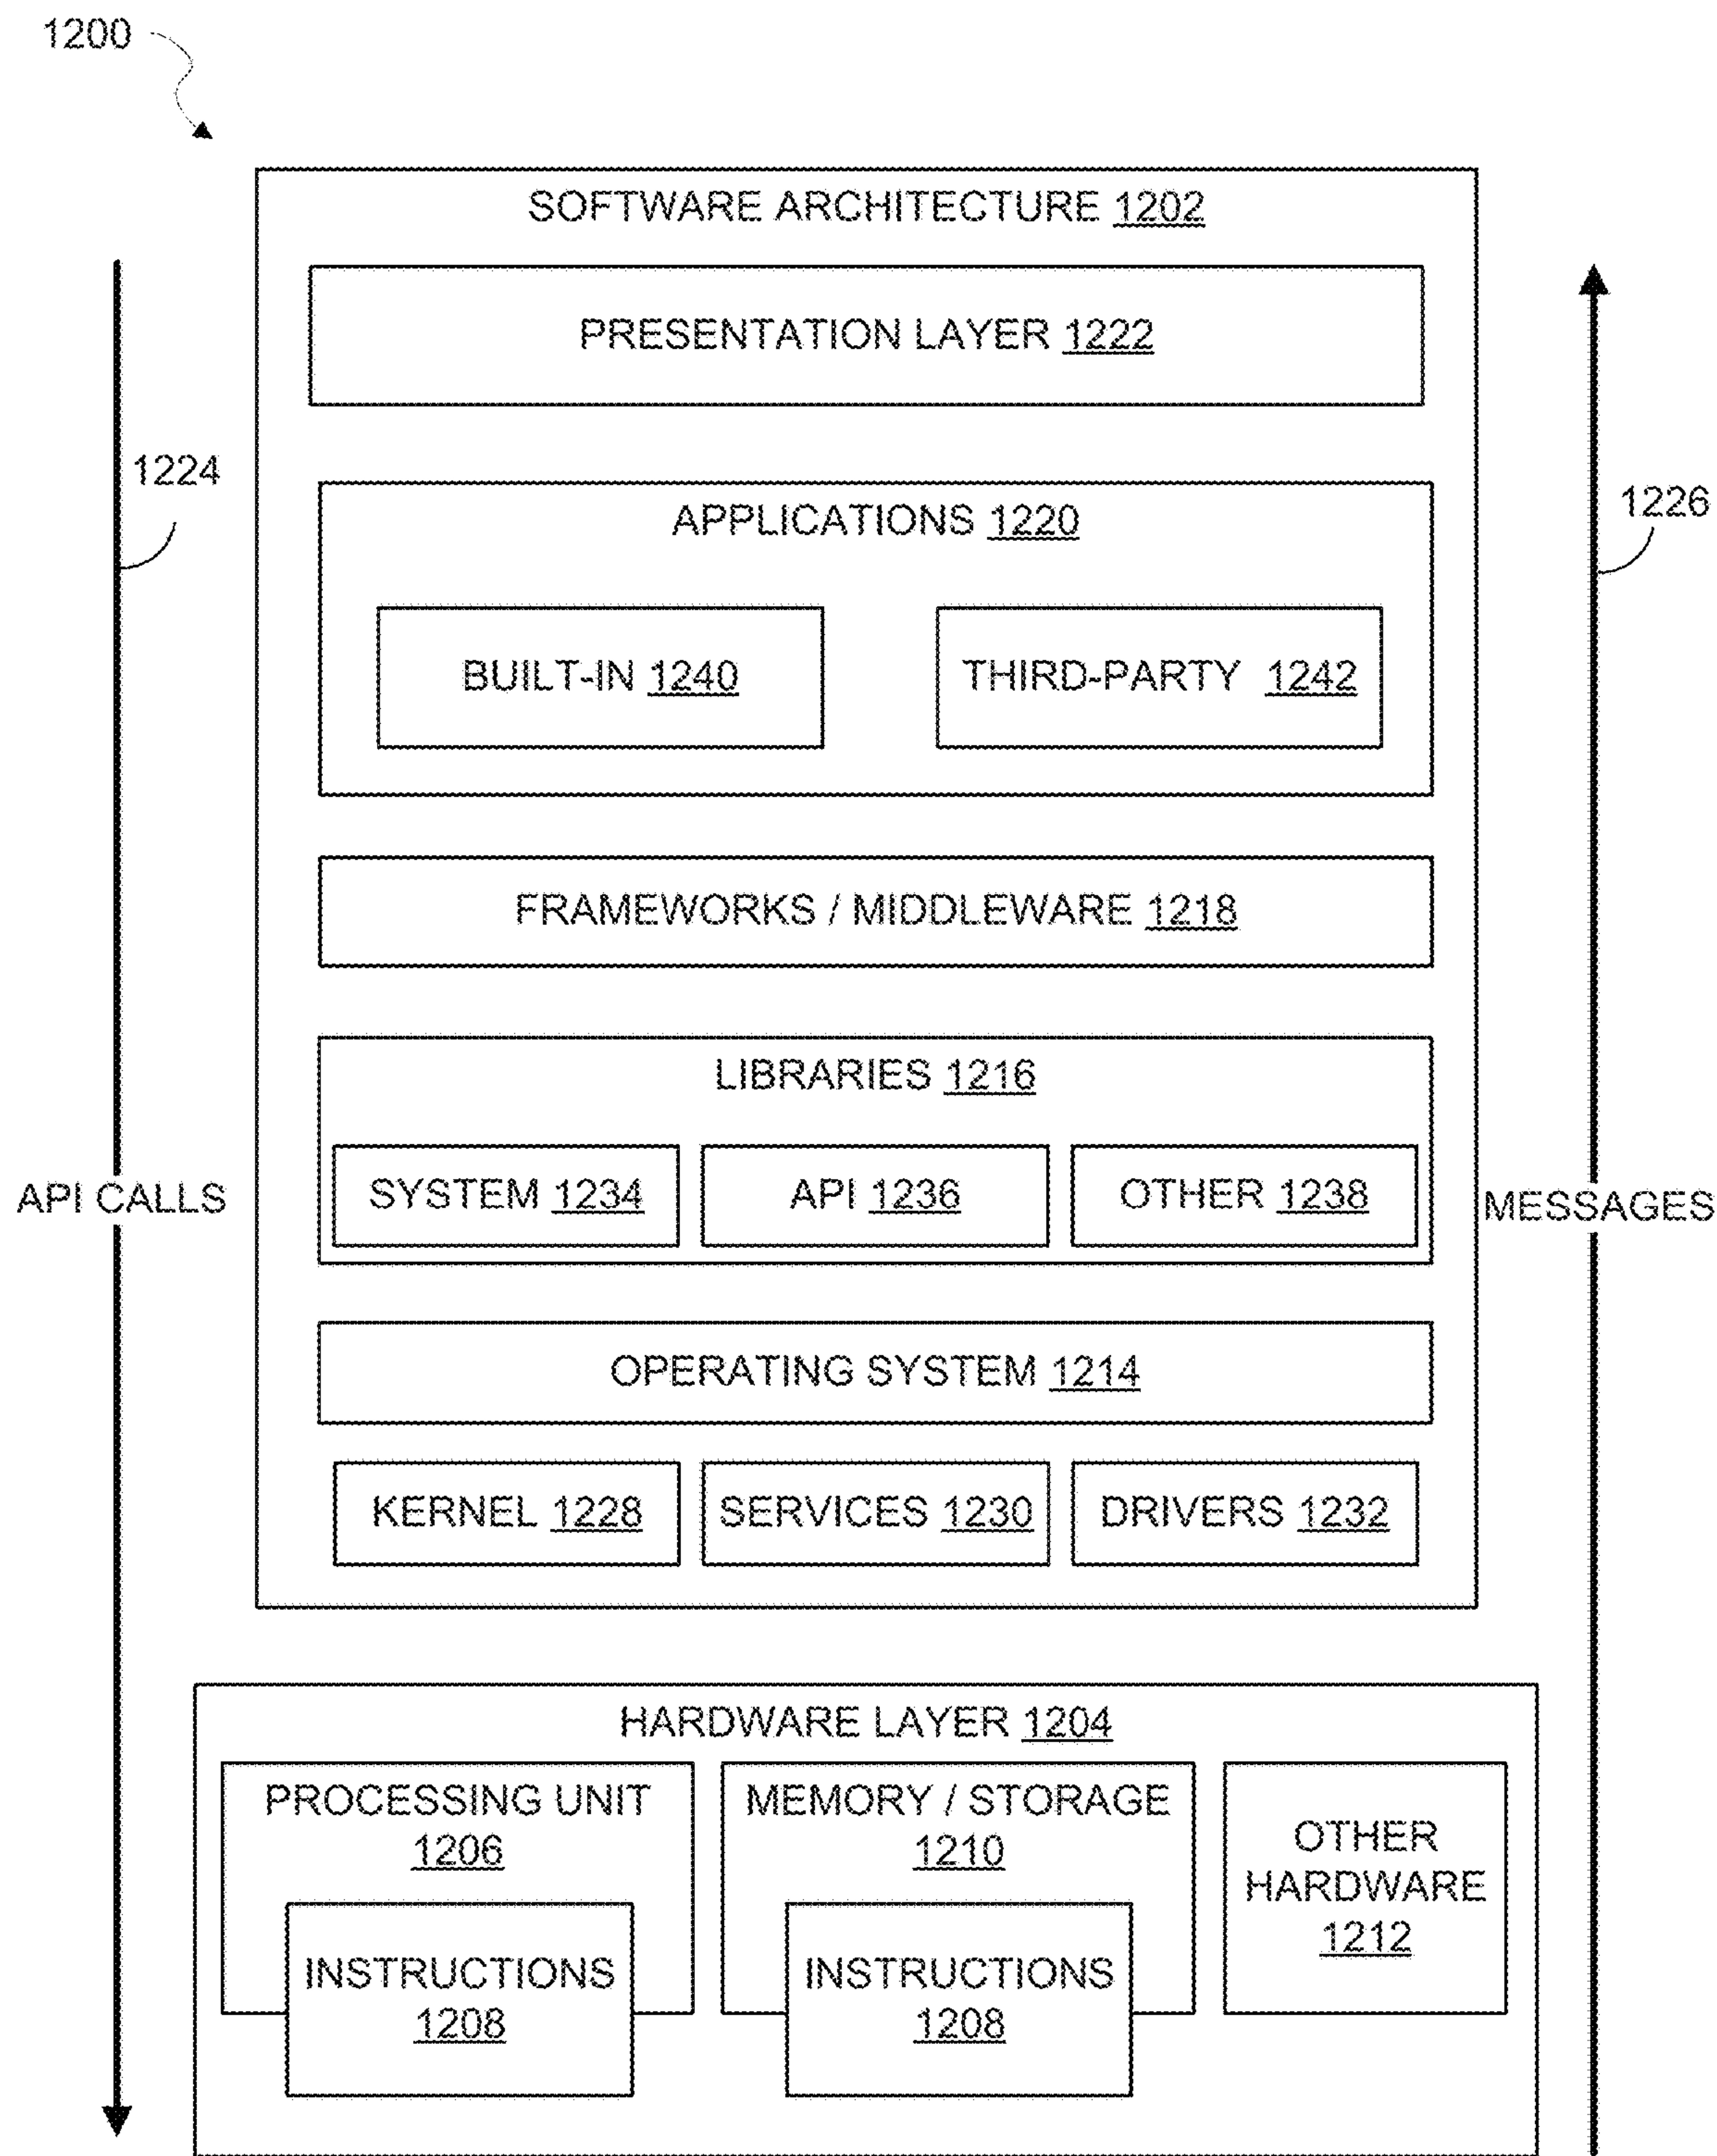 1200
SOFTWARE ARCHITECTURE 1202
PRESENTATION LAYER 1222
1224
1226
APPLICATIONS 1220
BUILT-IN 1240
THIRD-PARTY 1242
FRAMEWORKS / MIDDLEWARE 1218
LIBRARIES 1216
SYSTEM 1234
API 1236
OTHER 1238
API CALLS
MESSAGES
OPERATING SYSTEM 1214
KERNEL 1228
SERVICES 1230
DRIVERS 1232
HARDWARE LAYER 1204
PROCESSING UNIT
1206
INSTRUCTIONS
1208
MEMORY / STORAGE
1210
INSTRUCTIONS
1208
OTHER
HARDWARE
1212